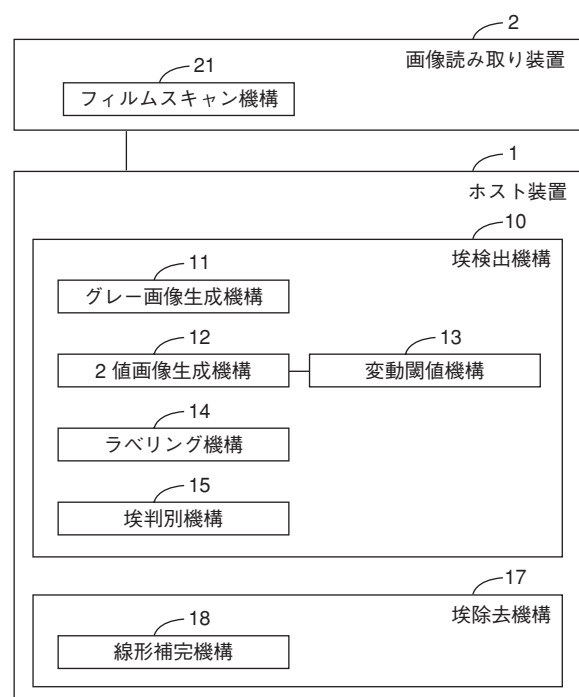 2
画像読み取り装置
21
フィルムスキャン機構
1
ホスト装置
10
埃検出機構
11
グレー画像生成機構
12
2 値画像生成機構
13
変動閾値機構
14
ラベリング機構
15
埃判別機構
17
埃除去機構
18
線形補完機構